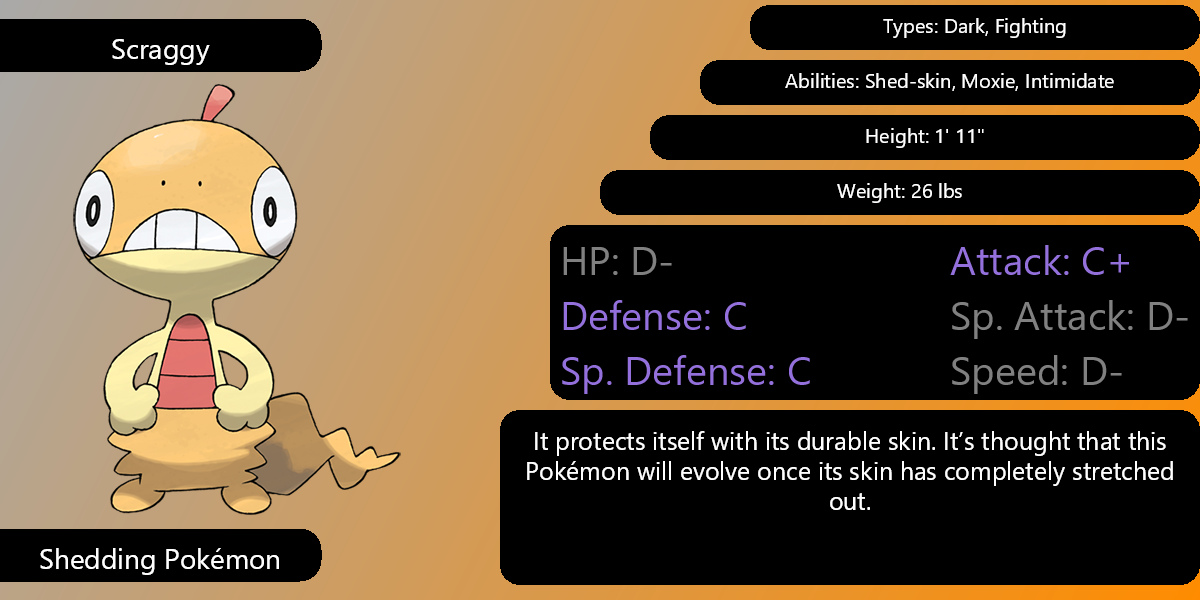 Scraggy
Shedding Pokémon
Types: Dark, Fighting
Abilities: Shed-skin, Moxie, Intimidate
Height: 1' 11"
Weight: 26 lbs
HP: D-
Attack: C+
Defense: C
Sp. Attack: D-
Sp. Defense: C
Speed: D-
It protects itself with its durable skin. It’s thought that this
Pokémon will evolve once its skin has completely stretched
out.